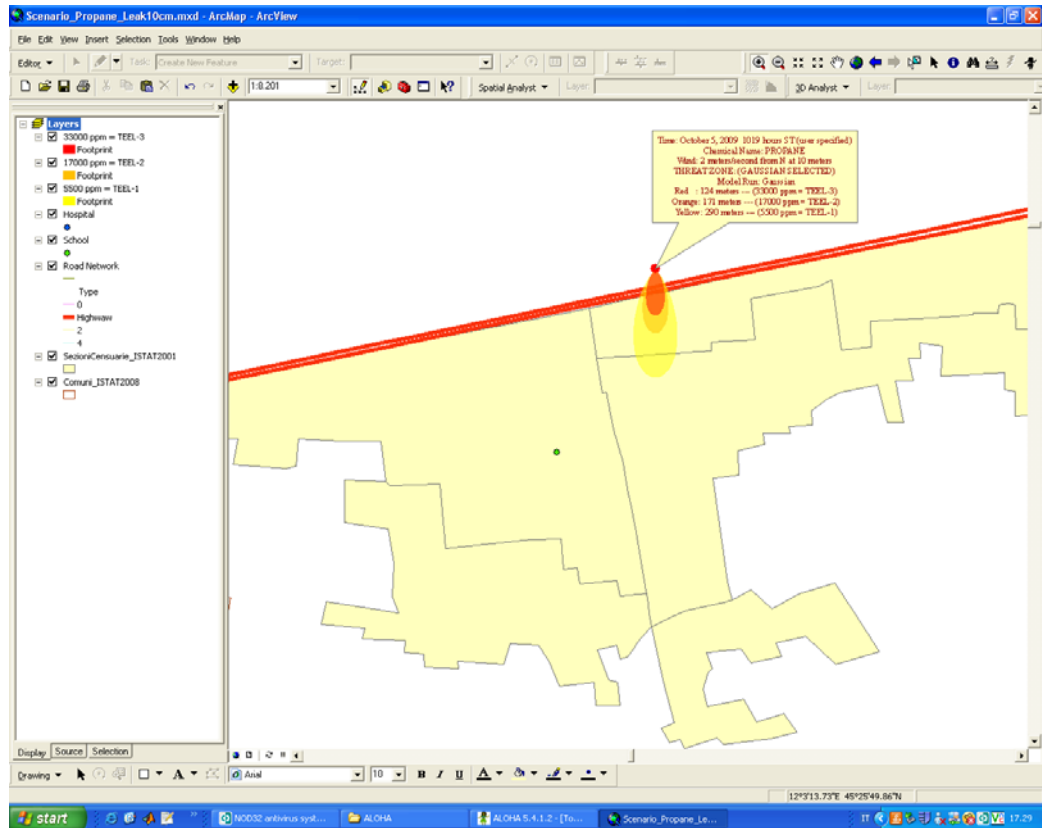 Scenario_Propane_Leak10cm.mxd - ArcMap - ArcView
File Edit View Insert Selection Tools Window Help
Editor Task: Create New Feature Target:
1:8.201 Spatial Analyst Layer: 3D Analyst Layer:
Layers
33000 ppm = TEEL-3
Footprint
17000 ppm = TEEL-2
Footprint
5500 ppm = TEEL-1
Footprint
Hospital
School
Road Network
Type
0
Highwaw
2
4
SezioniCensuarie_ISTAT2001
Comuni_ISTAT2008
Time: October 5, 2009 1019 hours ST (user specified)
Chemical Name: PROPANE
Wind: 2 meters/second from N at 10 meters
THREAT ZONE: (GAUSSIAN SELECTED)
Model Run: Gaussian
Red : 124 meters --- (33000 ppm = TEEL-3)
Orange: 171 meters --- (17000 ppm = TEEL-2)
Yellow: 290 meters --- (5500 ppm = TEEL-1)
Display Source Selection
Drawing A Arial 10 B I U A
12°3'13.73"E 45°25'49.86"N
start NOD32 antivirus syst... ALOHA ALOHA 5.4.1.2 - [To... Scenario_Propane_Le... IT 17.29